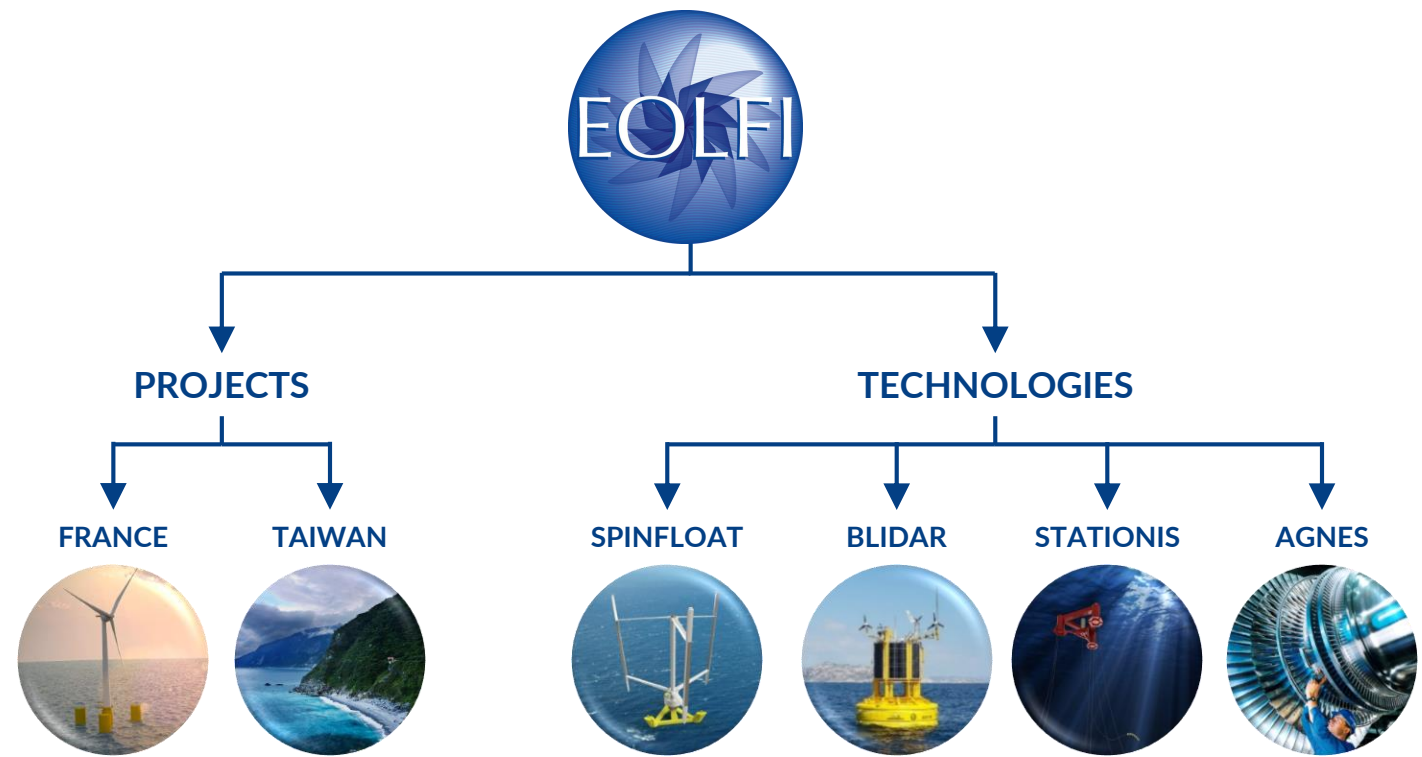 EOLFI
PROJECTS
TECHNOLOGIES
FRANCE
TAIWAN
SPINFLOAT
BLIDAR
STATIONIS
AGNES